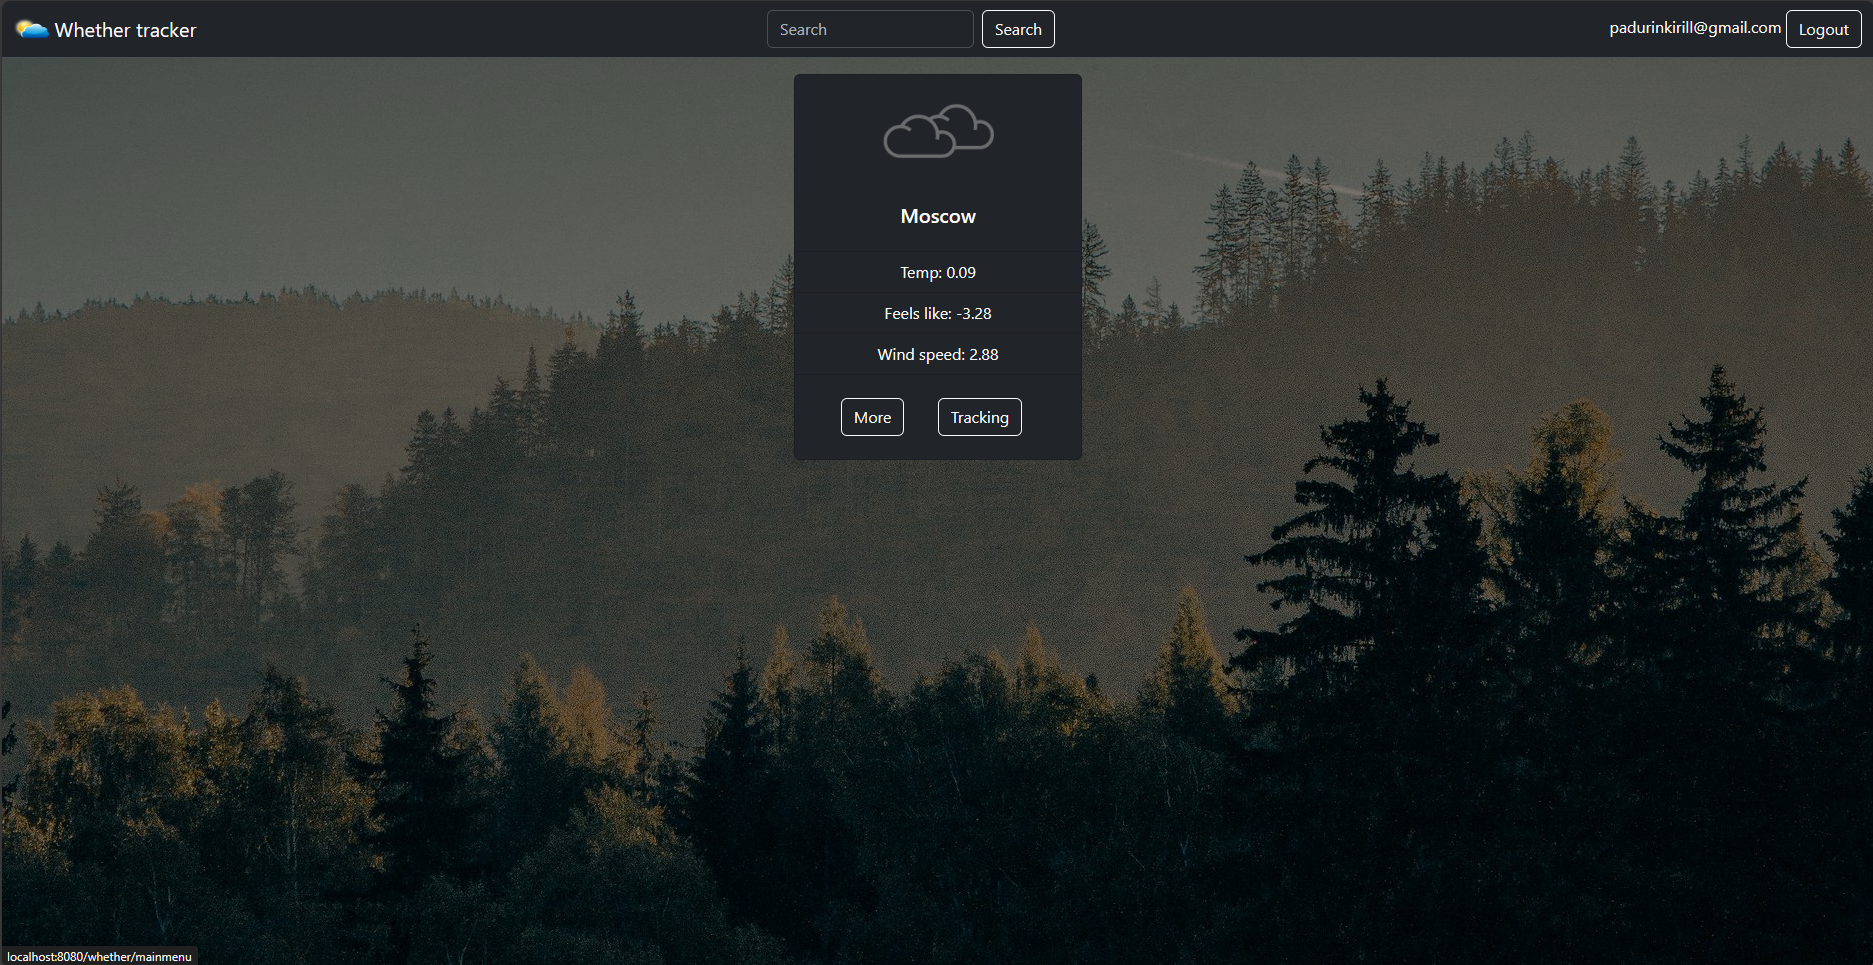 Whether tracker
Search
Search
padurinkirill@gmail.com
Logout
Moscow
Temp: 0.09
Feels like: -3.28
Wind speed: 2.88
More
Tracking
localhost:8080/whether/mainmenu